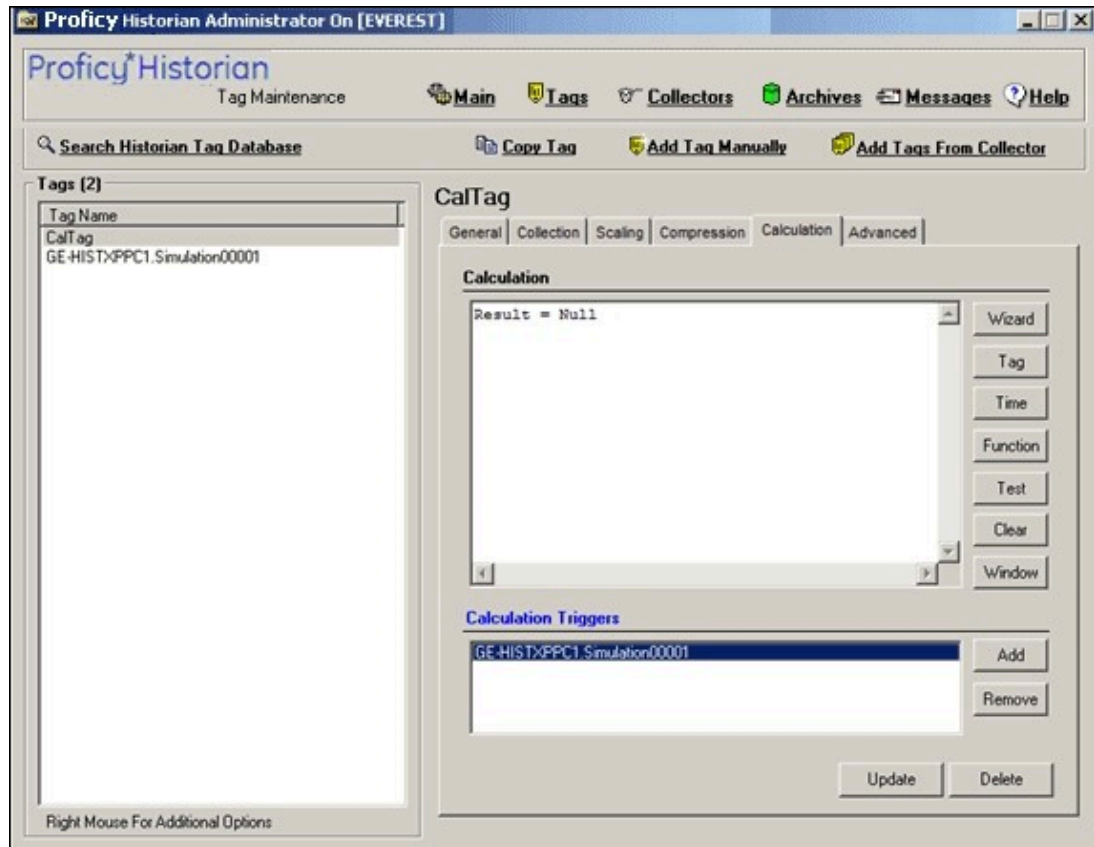 Proficy Historian Administrator On [EVEREST]
Proficy* Historian
Tag Maintenance
Main Tags Collectors Archives Messages Help
Search Historian Tag Database Copy Tag Add Tag Manually Add Tags From Collector
Tags (2)
Tag Name
CalTag
GE-HISTXPPC1.Simulation00001
Right Mouse For Additional Options
CalTag
General Collection Scaling Compression Calculation Advanced
Calculation
Result = Null
Wizard
Tag
Time
Function
Test
Clear
Window
Calculation Triggers
GE-HISTXPPC1.Simulation00001
Add
Remove
Update Delete